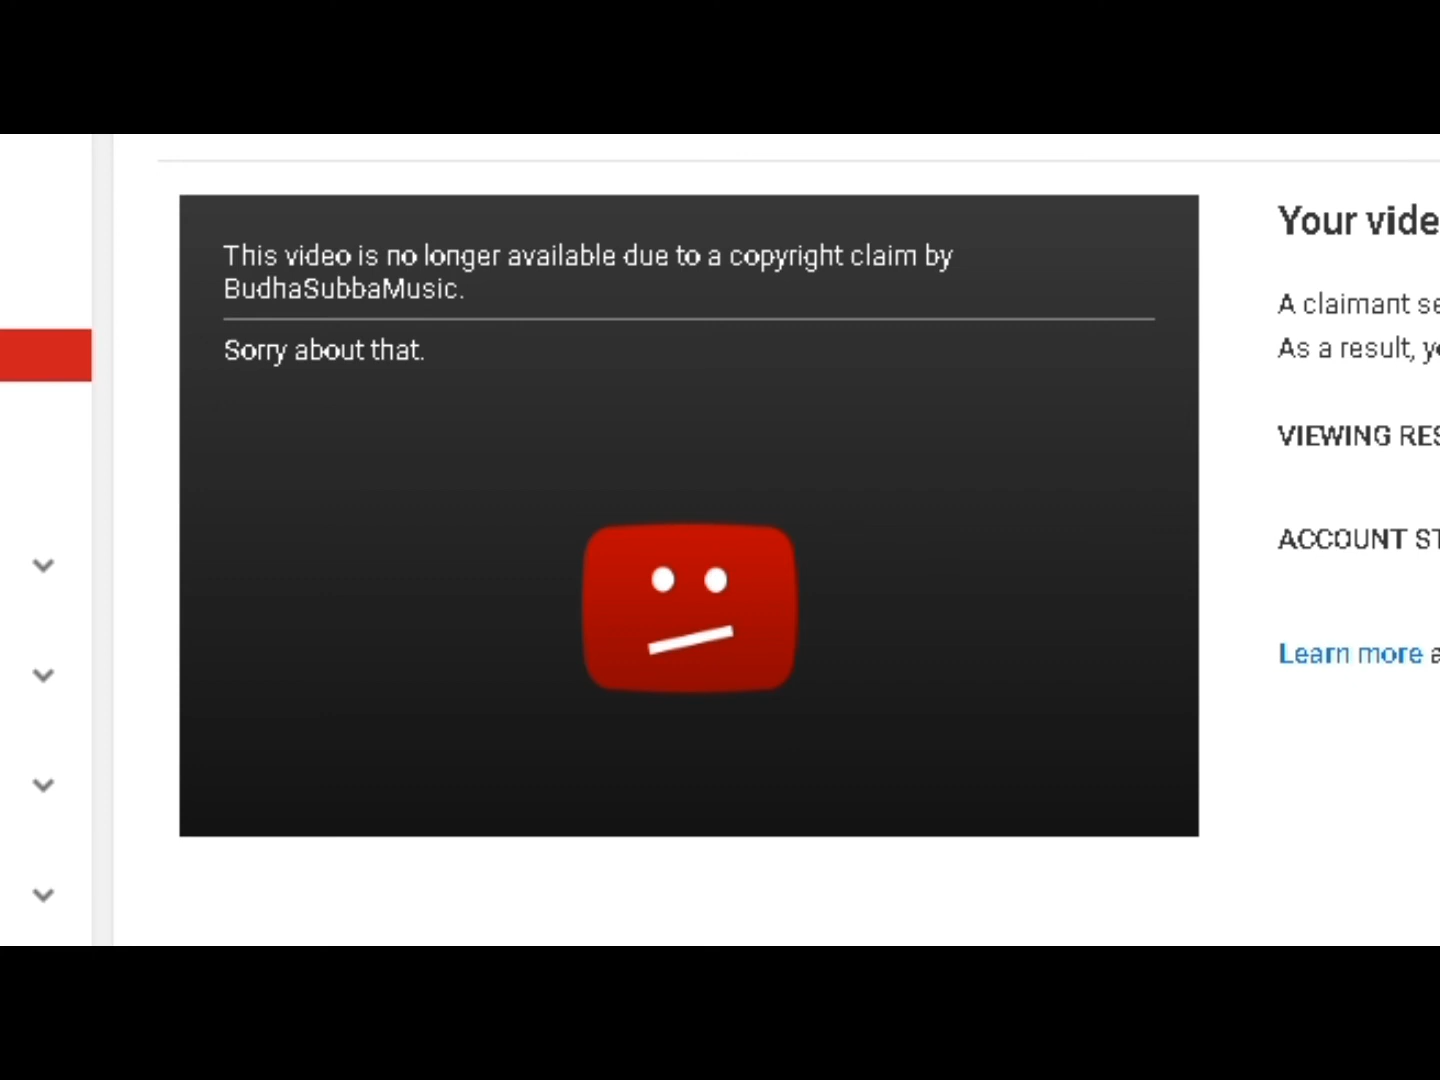 This video is no longer available due to a copyright claim by
BudhaSubbaMusic.
Sorry about that.
Your vide
A claimant se
As a result, y
VIEWING RES
ACCOUNT ST
Learn more a